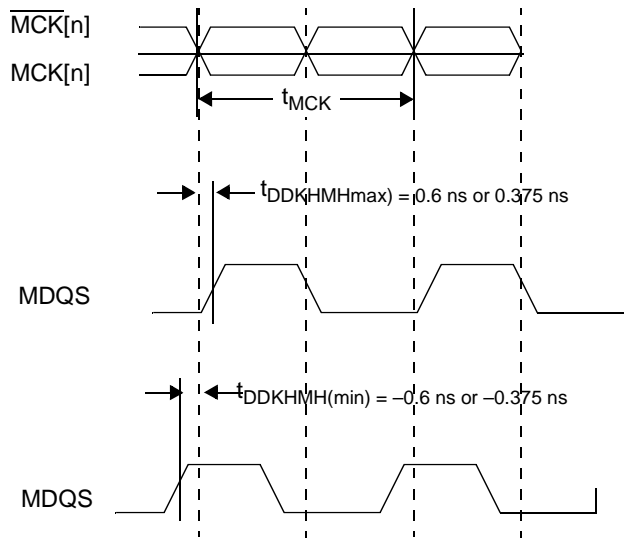 MCK[n]
MCK[n]
tMCK
tDDKHMHmax) = 0.6 ns or 0.375 ns
MDQS
tDDKHMH(min) = –0.6 ns or –0.375 ns
MDQS